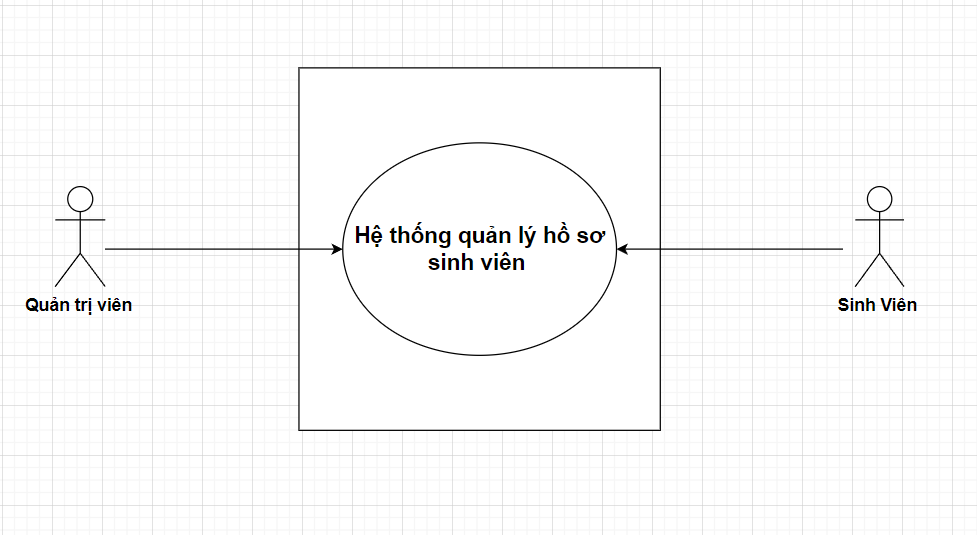 Hệ thống quản lý hồ sơ
sinh viên
Quản trị viên
Sinh Viên